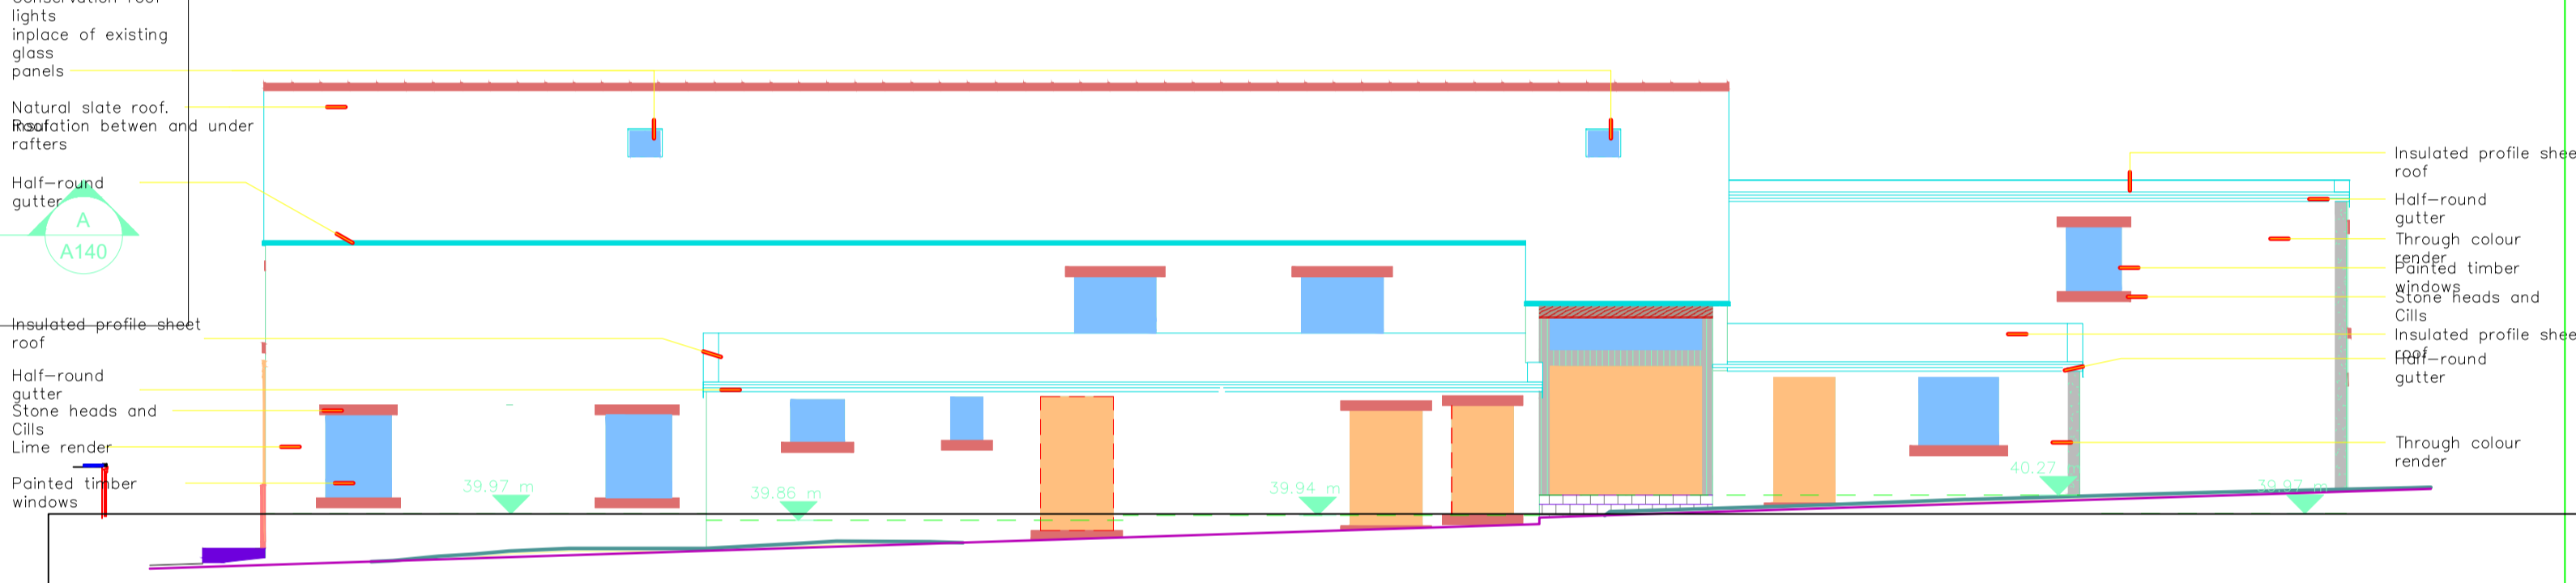 Conservation roof
lights
inplace of existing
glass
panels
Natural slate roof.
Roof
Insulation betwen and under
rafters
Half-round
gutter
A
A140
Insulated profile sheet
roof
Half-round
gutter
Stone heads and
Cills
Lime render
Painted timber
windows
39.97 m
39.86 m
39.94 m
40.27 m
39.97 m
Insulated profile shee
roof
Half-round
gutter
Through colour
render
Painted timber
windows
Stone heads and
Cills
Insulated profile shee
roof
Half-round
gutter
Through colour
render